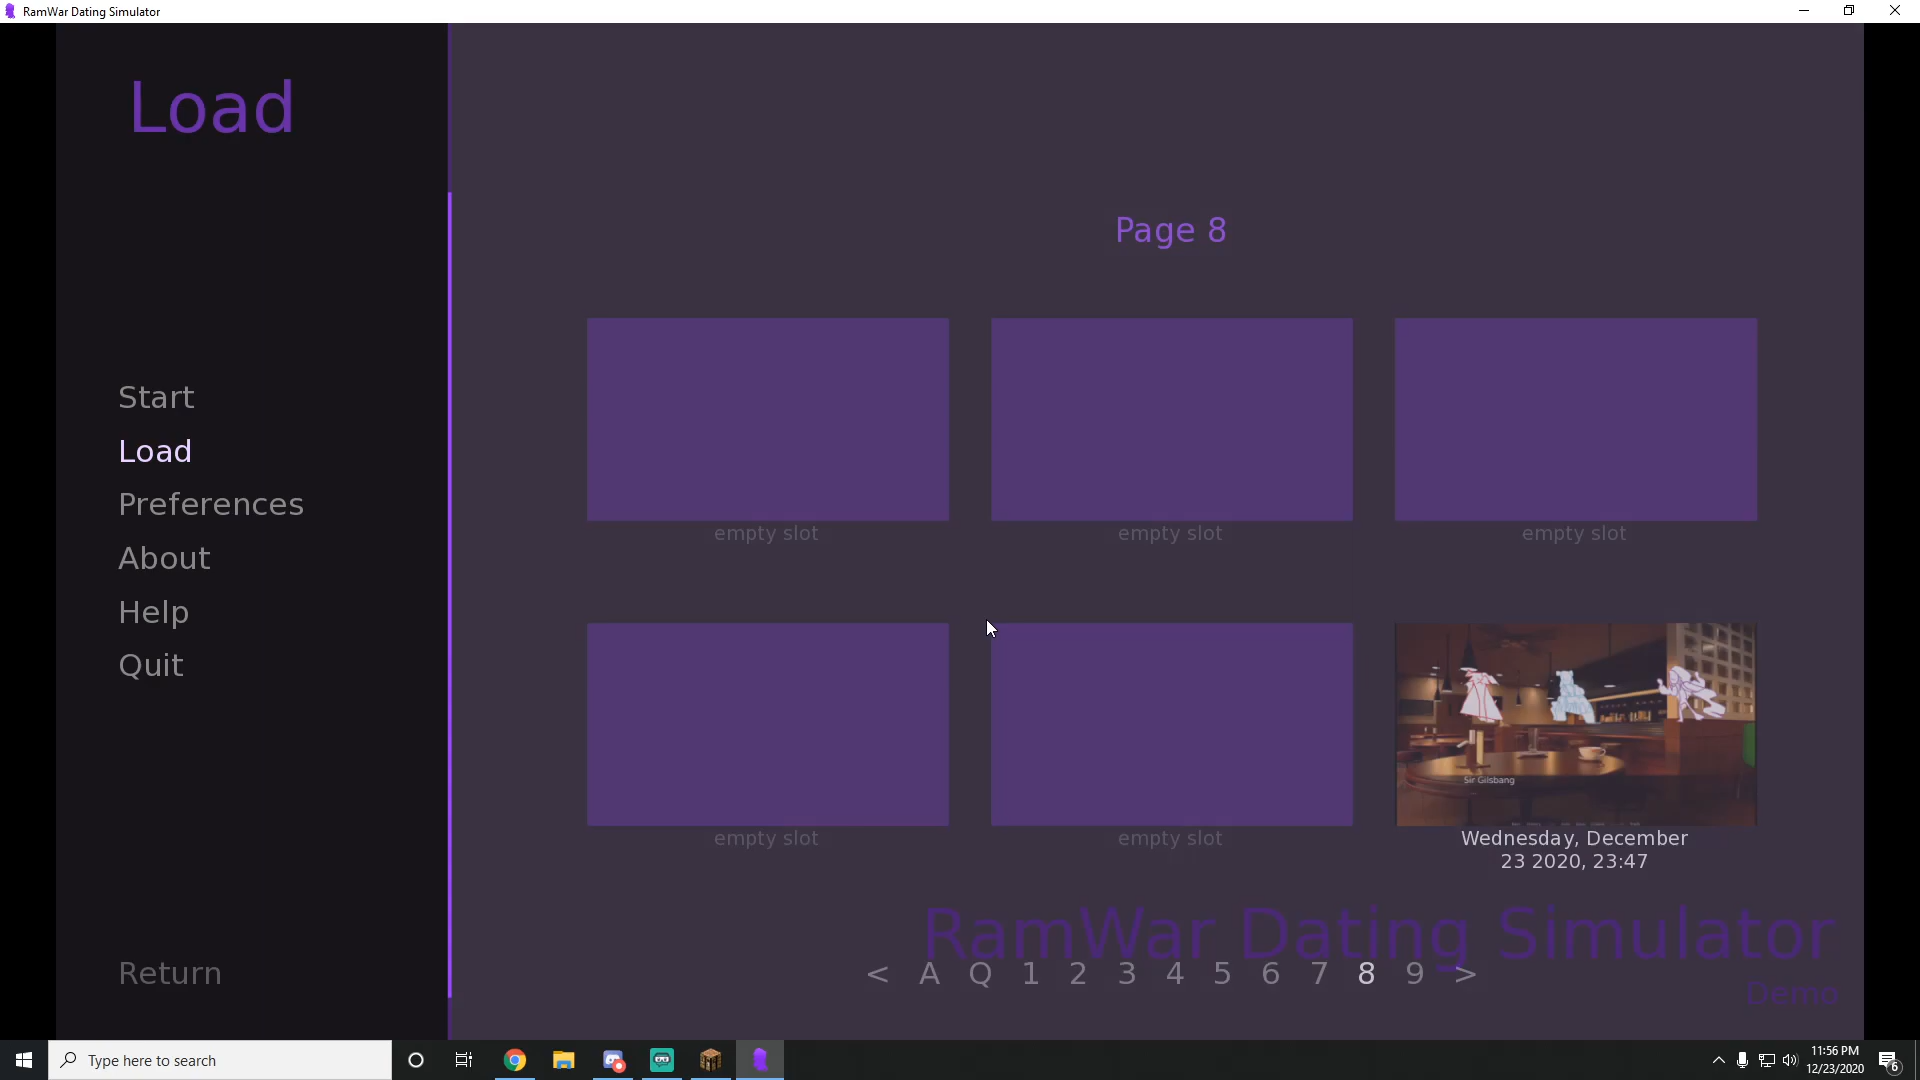 RamWar Dating Simulator
Load
Page 8
Start
Load
Preferences
About
Help
Quit
Return
empty slot
empty slot
empty slot
Sir Gilsbang
empty slot
empty slot
Wednesday, December
23 2020, 23:47
RamWar Dating Simulator
< A Q 1 2 3 4 5 6 7 8 9 >
Demo
Type here to search
11:56 PM
12/23/2020
6